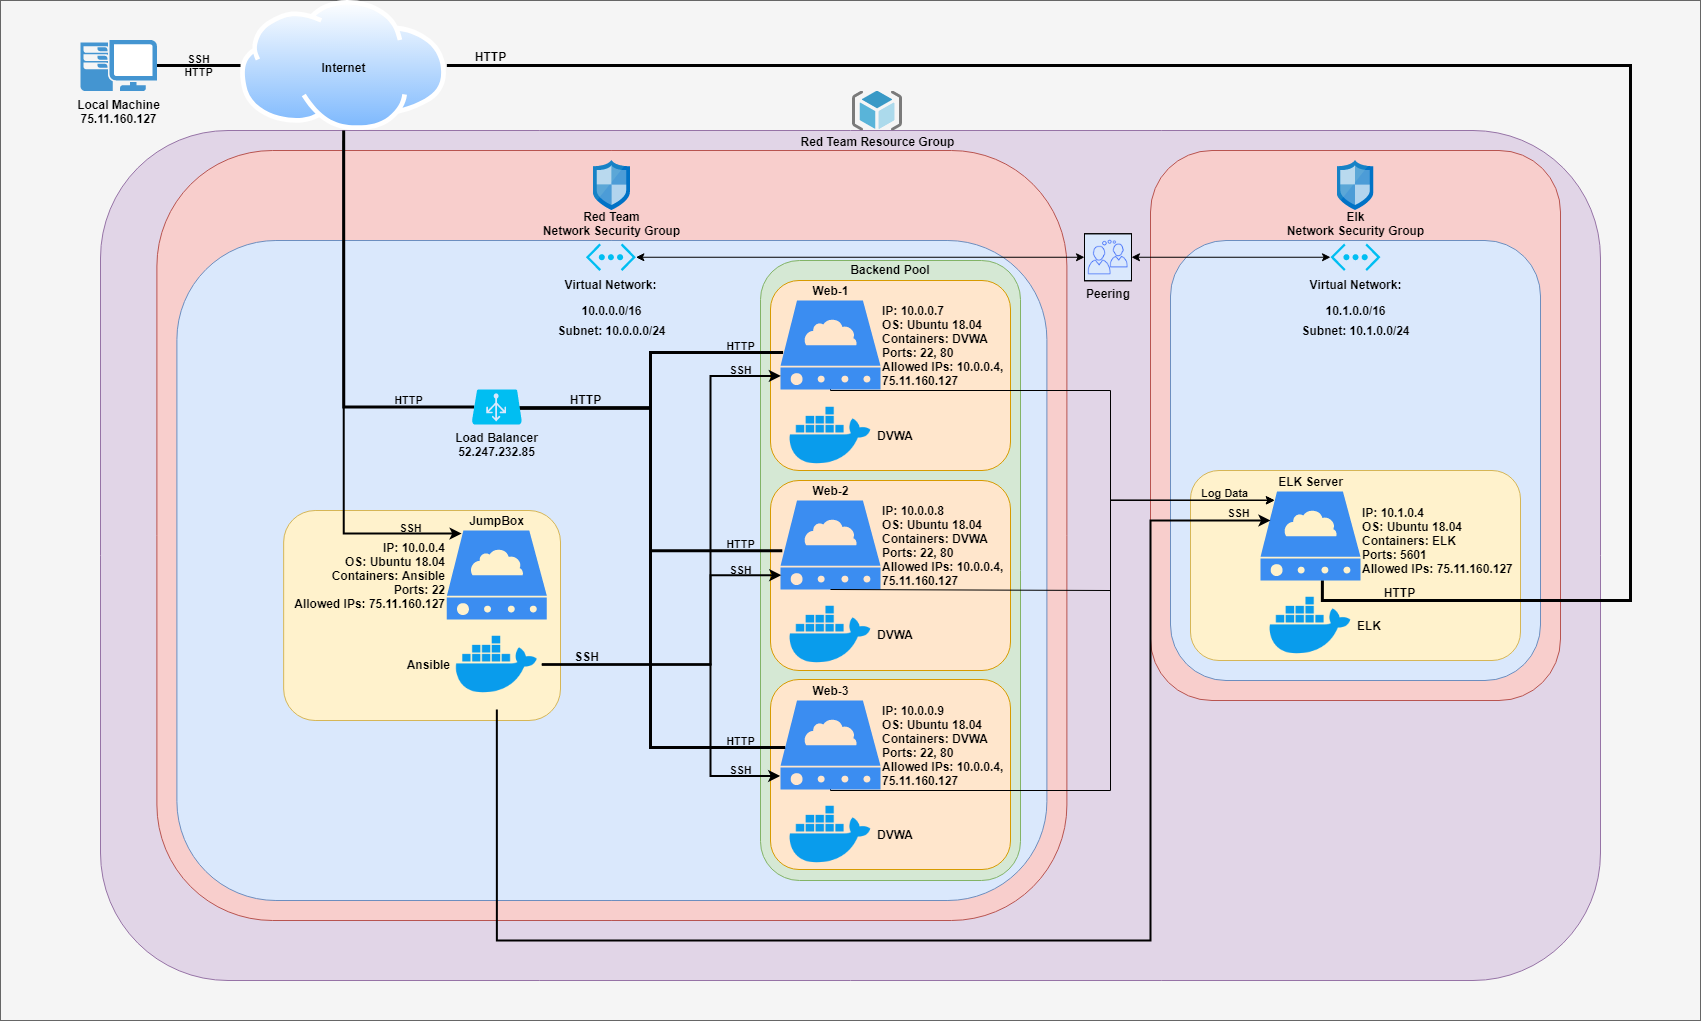 SSH
HTTP
Internet
HTTP
Local Machine
75.11.160.127
Red Team Resource Group
Red Team
Network Security Group
Elk
Network Security Group
Virtual Network:
10.0.0.0/16
Subnet: 10.0.0.0/24
Peering
Virtual Network:
10.1.0.0/16
Subnet: 10.1.0.0/24
Backend Pool
Web-1
IP: 10.0.0.7
OS: Ubuntu 18.04
Containers: DVWA
Ports: 22, 80
Allowed IPs: 10.0.0.4,
75.11.160.127
HTTP
SSH
DVWA
HTTP
Load Balancer
52.247.232.85
HTTP
Web-2
IP: 10.0.0.8
OS: Ubuntu 18.04
Containers: DVWA
Ports: 22, 80
Allowed IPs: 10.0.0.4,
75.11.160.127
HTTP
SSH
DVWA
JumpBox
SSH
IP: 10.0.0.4
OS: Ubuntu 18.04
Containers: Ansible
Ports: 22
Allowed IPs: 75.11.160.127
Ansible
SSH
Web-3
IP: 10.0.0.9
OS: Ubuntu 18.04
Containers: DVWA
Ports: 22, 80
Allowed IPs: 10.0.0.4,
75.11.160.127
HTTP
SSH
DVWA
ELK Server
Log Data
SSH
IP: 10.1.0.4
OS: Ubuntu 18.04
Containers: ELK
Ports: 5601
Allowed IPs: 75.11.160.127
HTTP
ELK